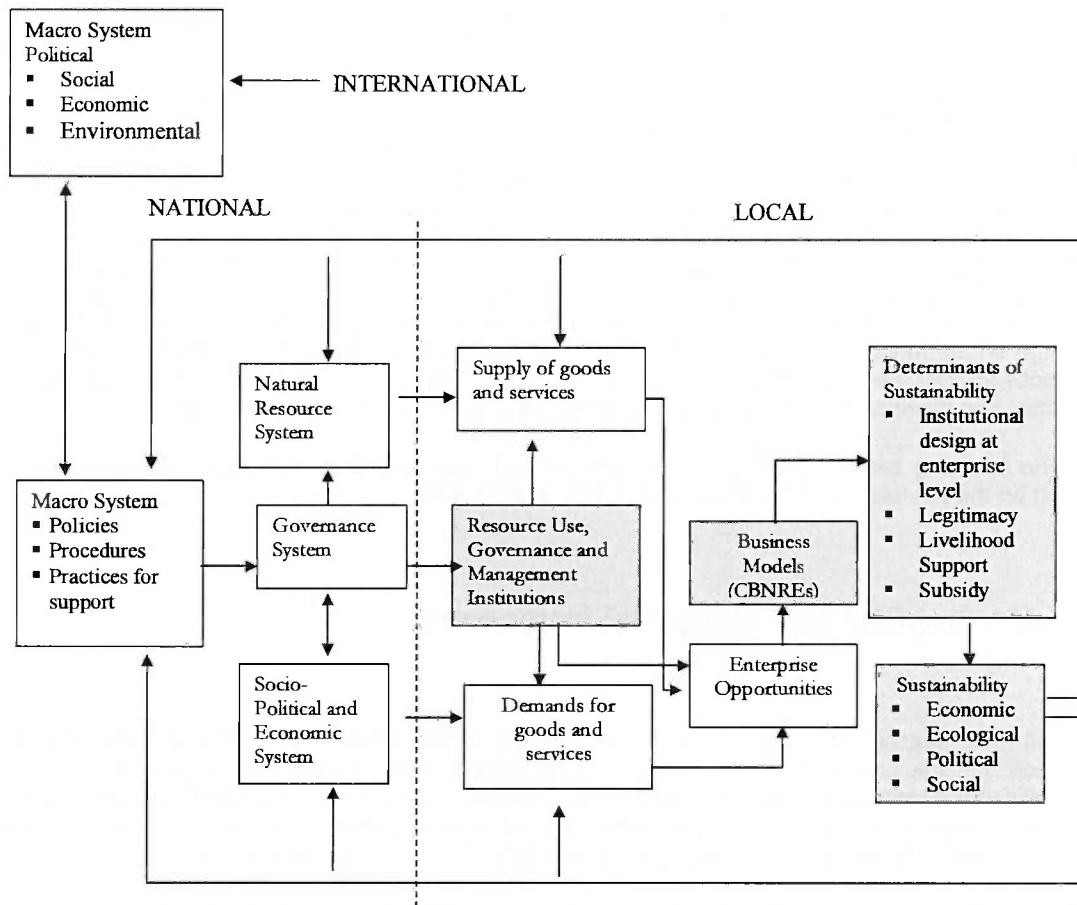 Macro System
Political
▪ Social
▪ Economic
▪ Environmental
INTERNATIONAL
NATIONAL
LOCAL
Natural
Resource
System
Supply of goods
and services
Determinants of
Sustainability
▪ Institutional
design at
enterprise
level
▪ Legitimacy
▪ Livelihood
Support
▪ Subsidy
Macro System
▪ Policies
▪ Procedures
▪ Practices for
support
Governance
System
Resource Use,
Governance and
Management
Institutions
Business
Models
(CBNREs)
Socio-
Political and
Economic
System
Demands for
goods and
services
Enterprise
Opportunities
Sustainability
▪ Economic
▪ Ecological
▪ Political
▪ Social